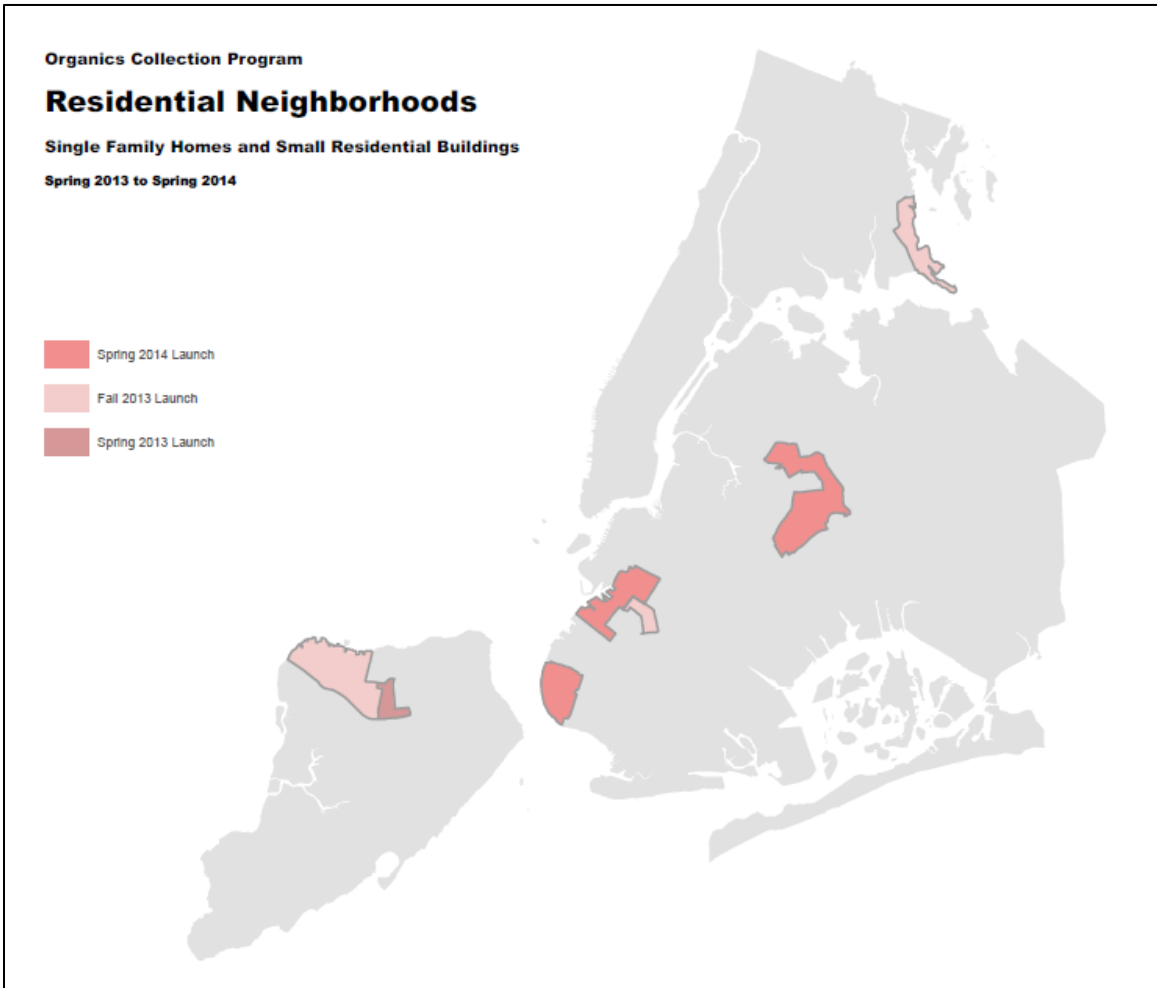 Organics Collection Program
Residential Neighborhoods
Single Family Homes and Small Residential Buildings
Spring 2013 to Spring 2014
Spring 2014 Launch
Fall 2013 Launch
Spring 2013 Launch